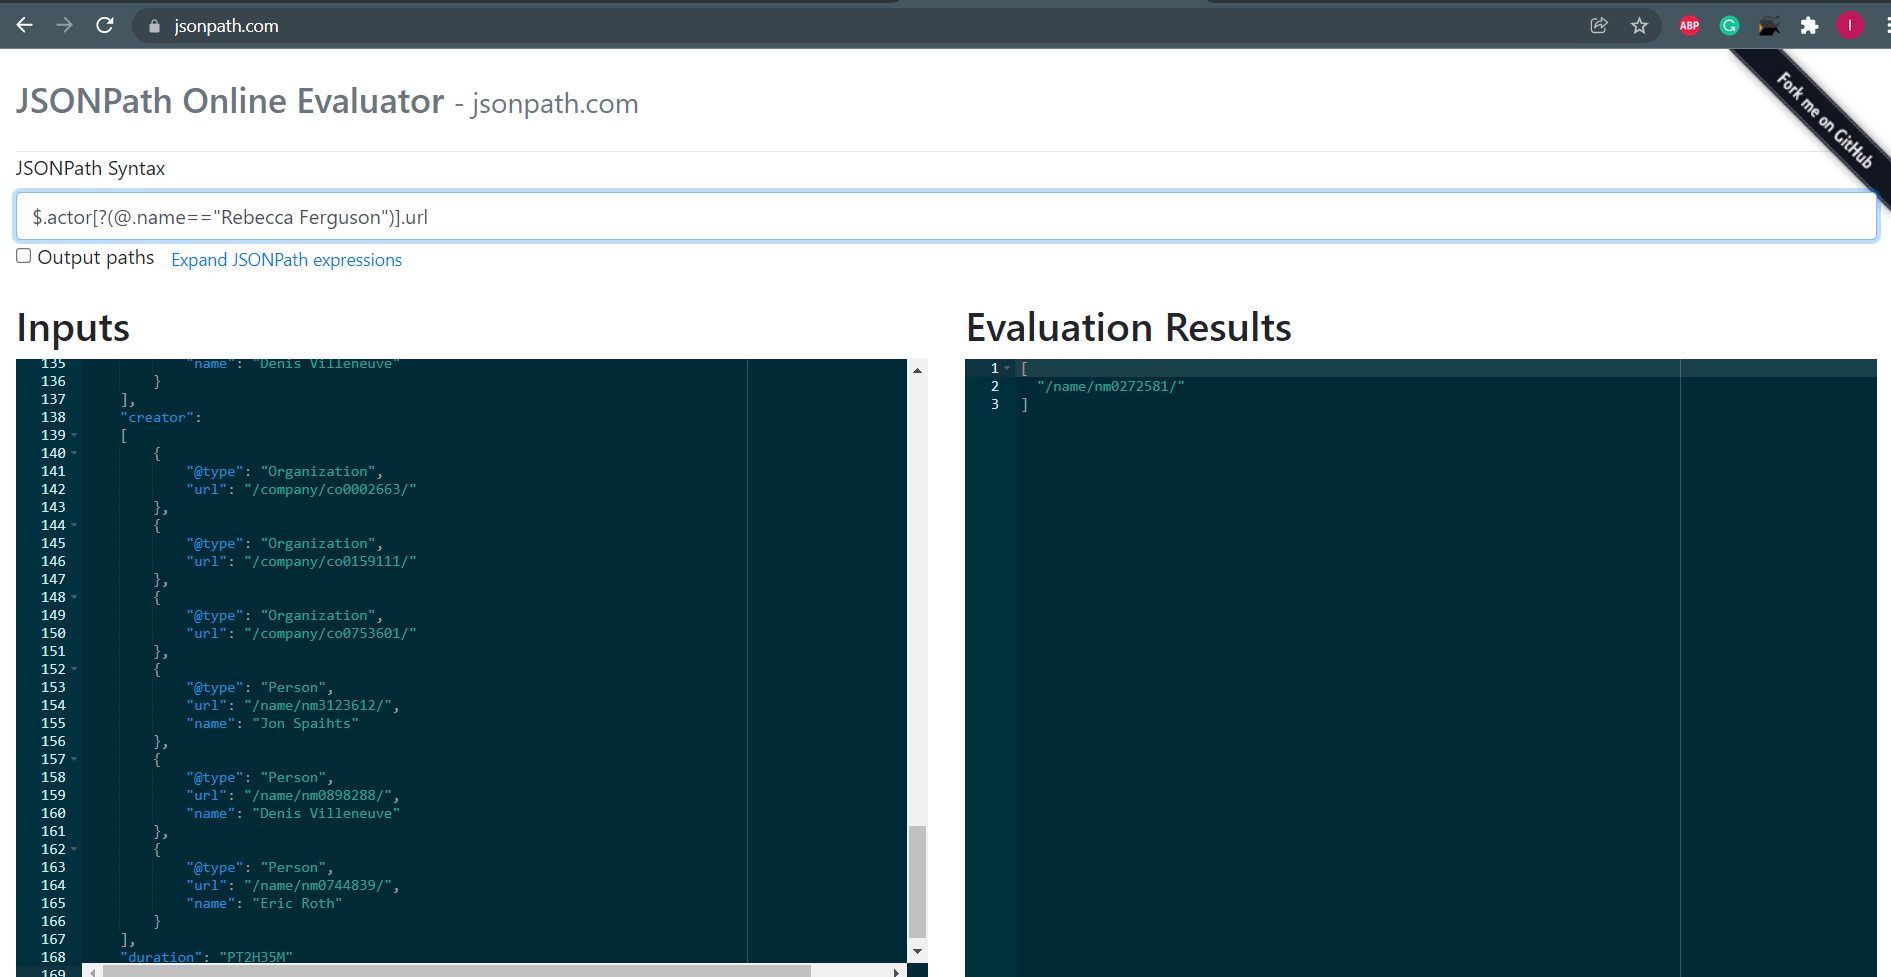 jsonpath.com
ABP
G
I
Fork me on GitHub
JSONPath Online Evaluator - jsonpath.com
JSONPath Syntax
$.actor[?(@.name=="Rebecca Ferguson")].url
Output paths Expand JSONPath expressions
Inputs
135 "name": "Denis Villeneuve"
136 }
137 ],
138 "creator":
139 [
140 {
141 "@type": "Organization",
142 "url": "/company/co0002663/"
143 },
144 {
145 "@type": "Organization",
146 "url": "/company/co0159111/"
147 },
148 {
149 "@type": "Organization",
150 "url": "/company/co0753601/"
151 },
152 {
153 "@type": "Person",
154 "url": "/name/nm3123612/",
155 "name": "Jon Spaihts"
156 },
157 {
158 "@type": "Person",
159 "url": "/name/nm0898288/",
160 "name": "Denis Villeneuve"
161 },
162 {
163 "@type": "Person",
164 "url": "/name/nm0744839/",
165 "name": "Eric Roth"
166 }
167 ],
168 "duration": "PT2H35M"
169
Evaluation Results
1 [
2 "/name/nm0272581/"
3 ]